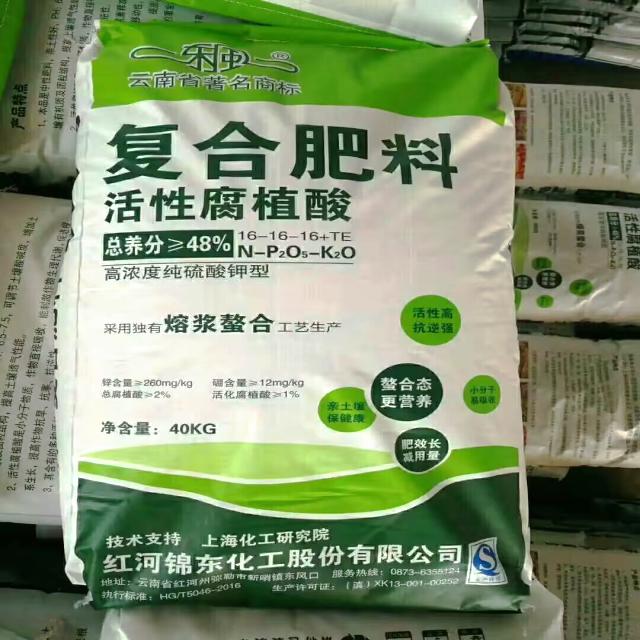 禾神®
云南省著名商标
复合肥料
活性腐植酸
总养分≥48% 16-16-16+TE
N-P₂O₅-K₂O
高浓度纯硫酸钾型
采用独有熔浆螯合工艺生产
活性高
抗逆强
锌含量≥260mg/kg 硼含量≥12mg/kg
总腐植酸≥2% 活化腐植酸≥1%
螯合态
更营养
小分子
易吸收
亲土壤
保健康
净含量：40KG
肥效长
减用量
技术支持 上海化工研究院
红河锦东化工股份有限公司
地址：云南省红河州弥勒市新哨镇东风口 服务热线：0873-6355124
执行标准：HG/T5046-2016 生产许可证：（滇）XK13-001-00252
产品特点